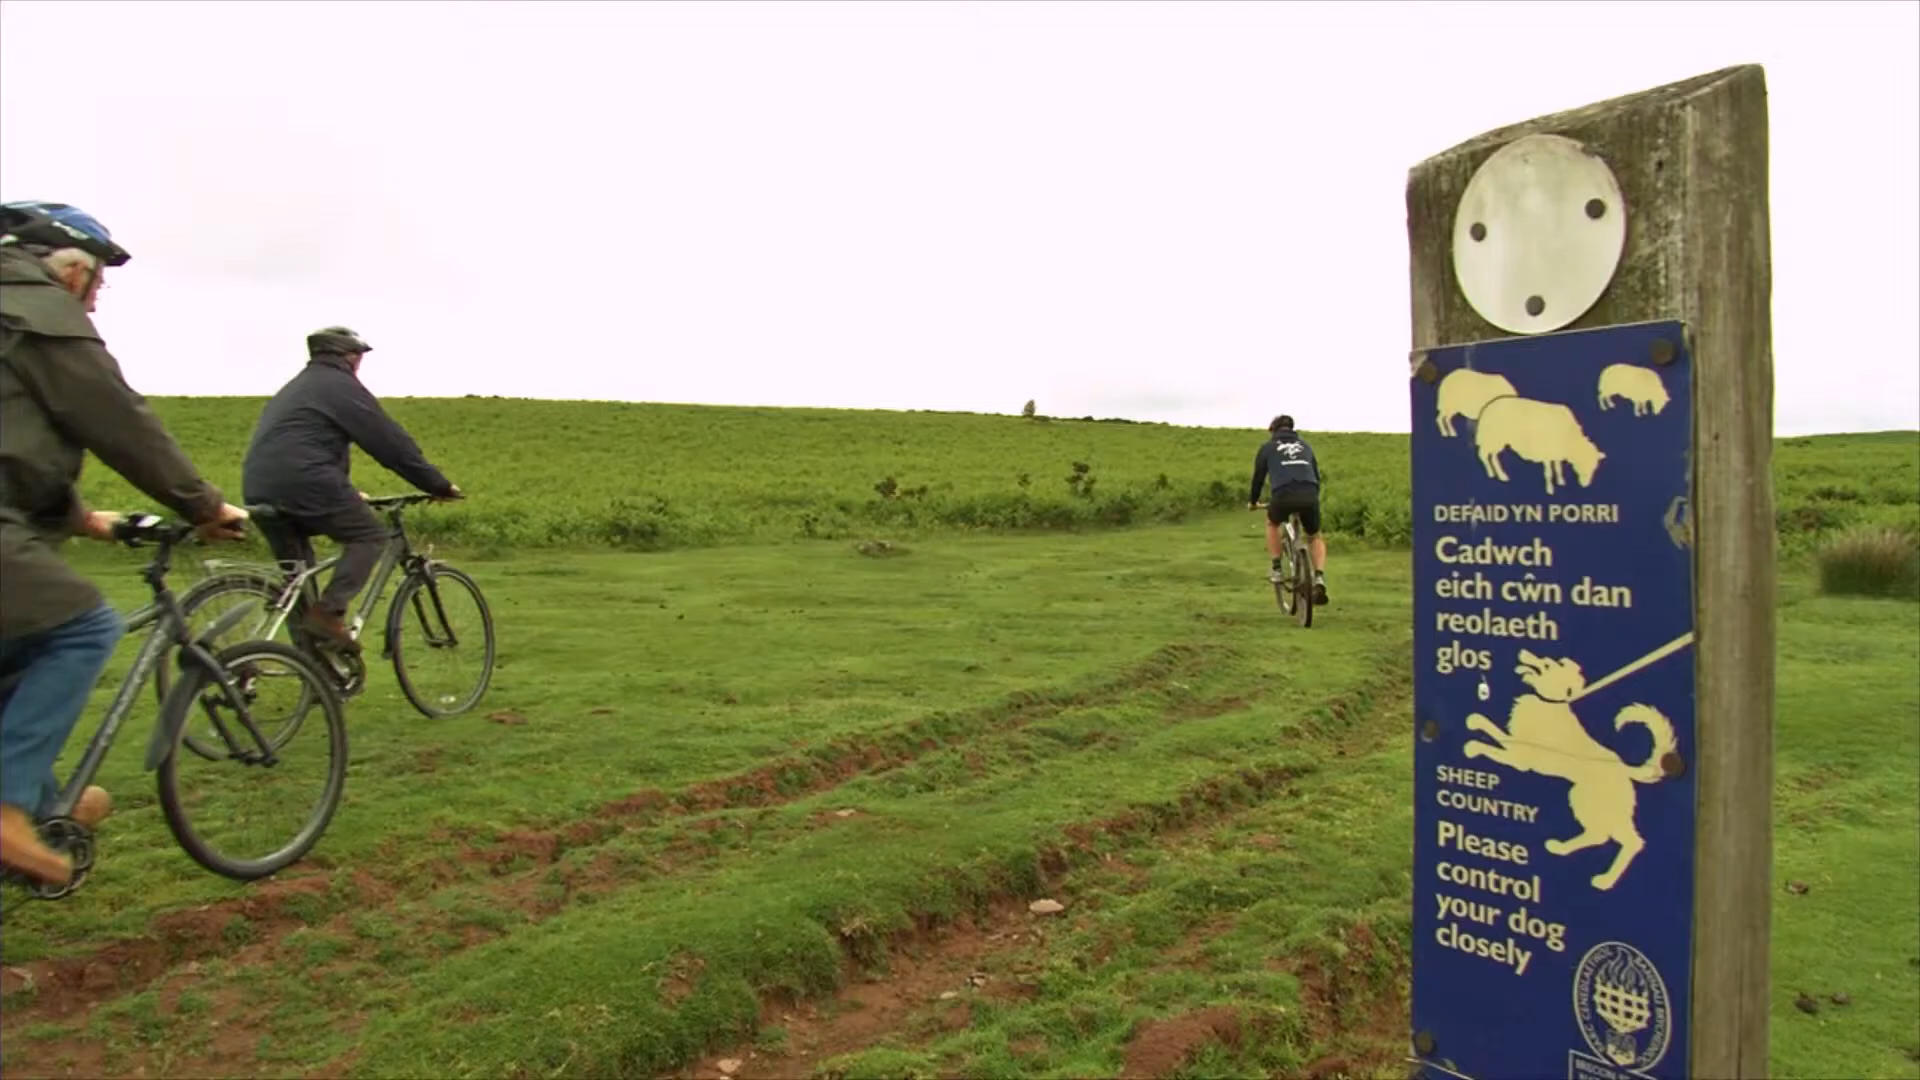 DEFAID YN PORRI
Cadwch
eich cŵn dan
reolaeth
glos
SHEEP
COUNTRY
Please
control
your dog
closely